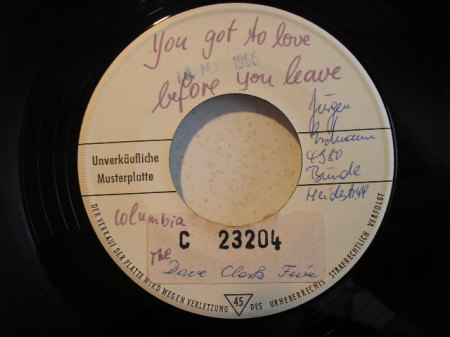 You got to love
before you leave
Jürgen
4980
Bünde
Unverkäufliche
Musterplatte
Columbia
C 23204
The
Dave Clark Five
45
DER VERKAUF DER PLATTE WIRD WEGEN VERLETZUNG DES URHEBERRECHTS STRAFRECHTLICH VERFOLGT